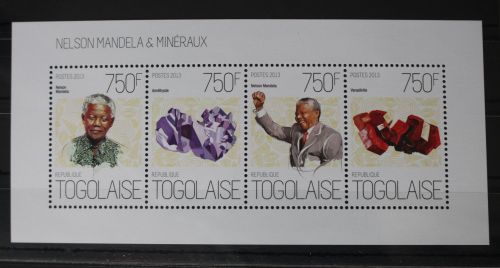 NELSON MANDELA & MINÉRAUX
POSTES 2013
750F
Nelson
Mandela
REPUBLIQUE
TOGOLAISE
POSTES 2013
750F
Améthyste
REPUBLIQUE
TOGOLAISE
POSTES 2013
750F
Nelson Mandela
REPUBLIQUE
TOGOLAISE
POSTES 2013
750F
Vanadinite
REPUBLIQUE
TOGOLAISE